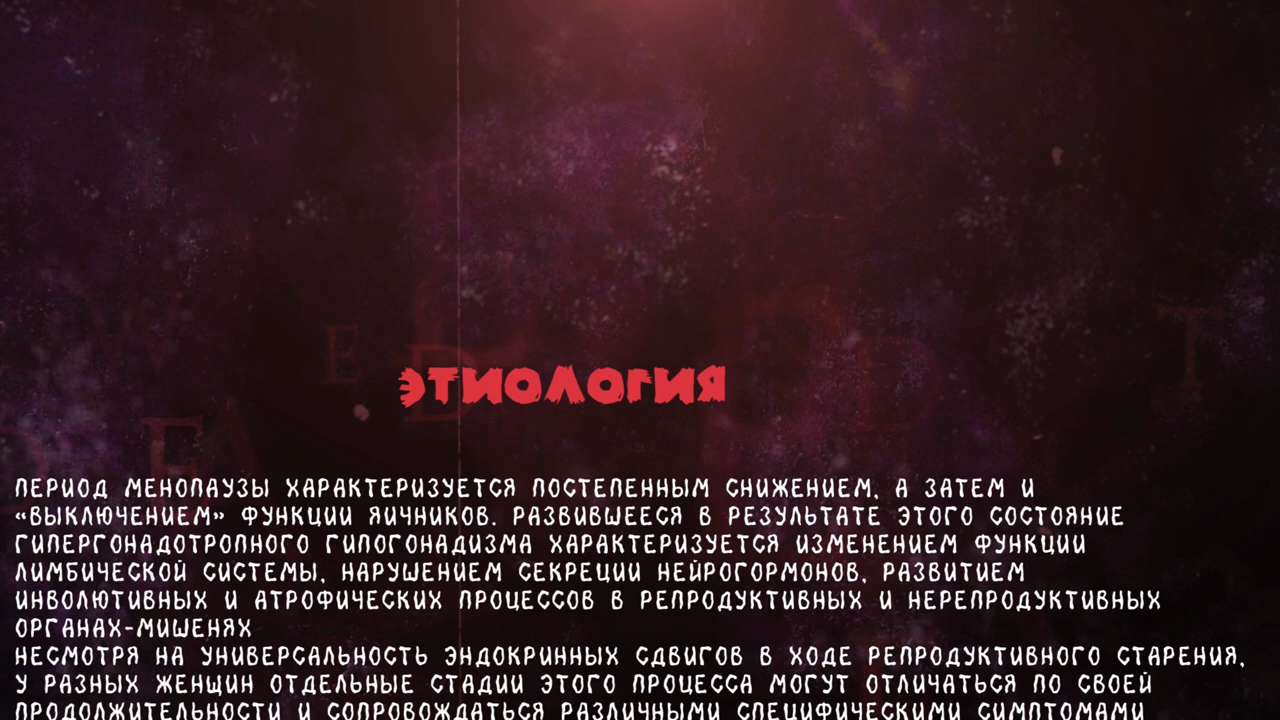 ЭТИОЛОГИЯ
ПЕРИОД МЕНОПАУЗЫ ХАРАКТЕРИЗУЕТСЯ ПОСТЕПЕННЫМ СНИЖЕНИЕМ, А ЗАТЕМ И
«ВЫКЛЮЧЕНИЕМ» ФУНКЦИИ ЯИЧНИКОВ. РАЗВИВШЕЕСЯ В РЕЗУЛЬТАТЕ ЭТОГО СОСТОЯНИЕ
ГИПЕРГОНАДОТРОПНОГО ГИПОГОНАДИЗМА ХАРАКТЕРИЗУЕТСЯ ИЗМЕНЕНИЕМ ФУНКЦИИ
ЛИМБИЧЕСКОЙ СИСТЕМЫ, НАРУШЕНИЕМ СЕКРЕЦИИ НЕЙРОГОРМОНОВ, РАЗВИТИЕМ
ИНВОЛЮТИВНЫХ И АТРОФИЧЕСКИХ ПРОЦЕССОВ В РЕПРОДУКТИВНЫХ И НЕРЕПРОДУКТИВНЫХ
ОРГАНАХ-МИШЕНЯХ
НЕСМОТРЯ НА УНИВЕРСАЛЬНОСТЬ ЭНДОКРИННЫХ СДВИГОВ В ХОДЕ РЕПРОДУКТИВНОГО СТАРЕНИЯ,
У РАЗНЫХ ЖЕНЩИН ОТДЕЛЬНЫЕ СТАДИИ ЭТОГО ПРОЦЕССА МОГУТ ОТЛИЧАТЬСЯ ПО СВОЕЙ
ПРОДОЛЖИТЕЛЬНОСТИ И СОПРОВОЖДАТЬСЯ РАЗЛИЧНЫМИ СПЕЦИФИЧЕСКИМИ СИМПТОМАМИ